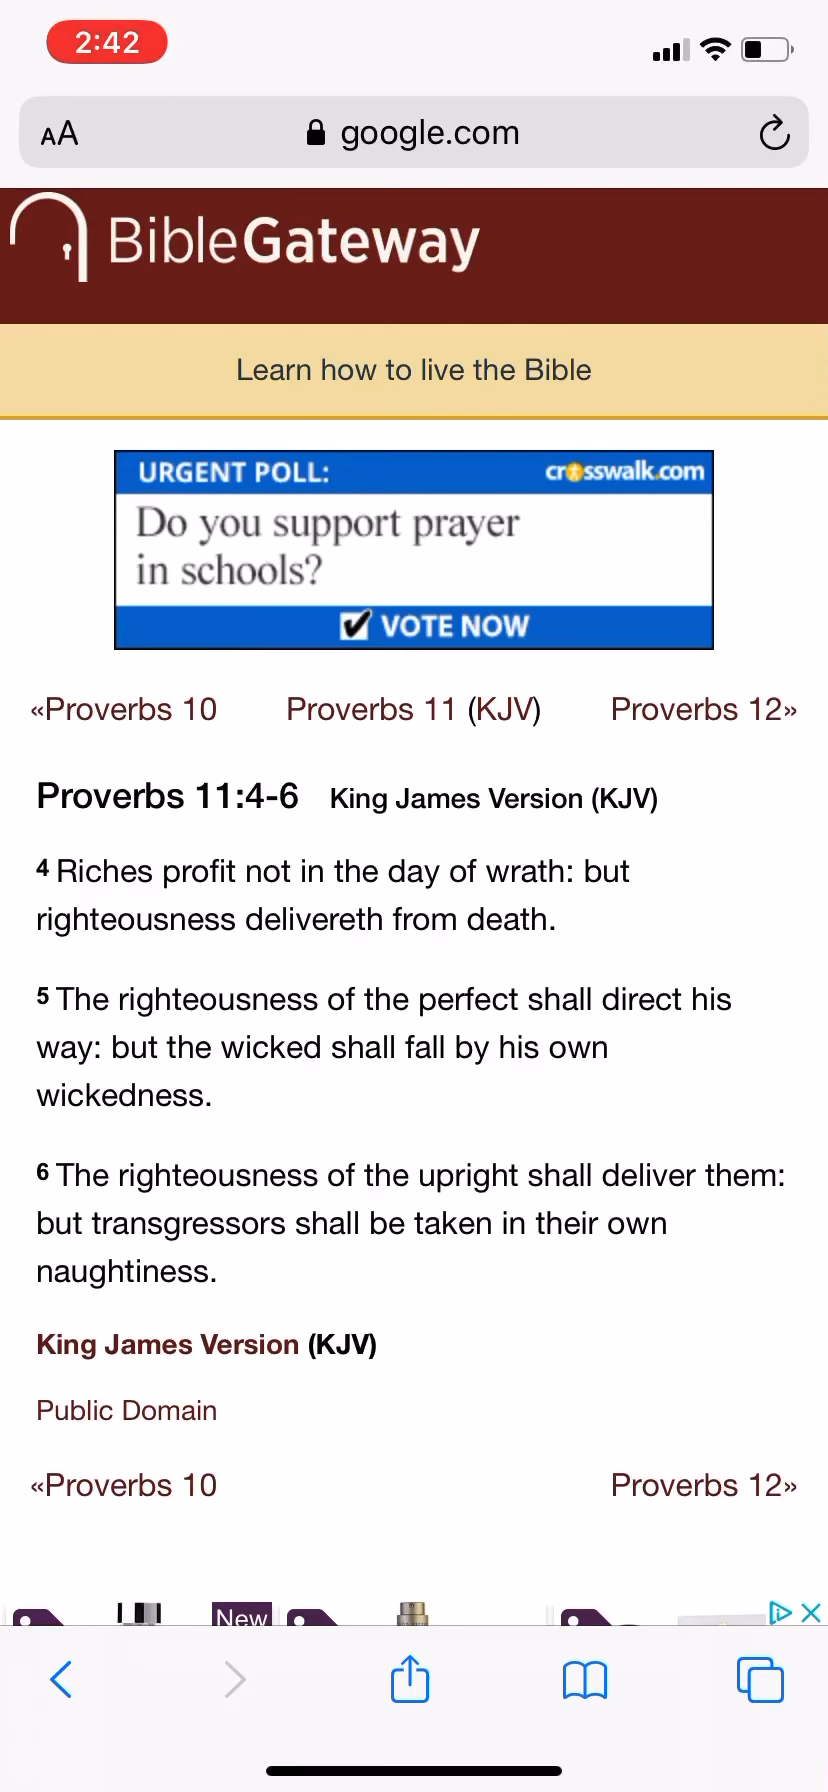 2:42
AA google.com
BibleGateway
Learn how to live the Bible
URGENT POLL: crosswalk.com
Do you support prayer
in schools?
VOTE NOW
«Proverbs 10 Proverbs 11 (KJV) Proverbs 12»
Proverbs 11:4-6 King James Version (KJV)
4 Riches profit not in the day of wrath: but
righteousness delivereth from death.
5 The righteousness of the perfect shall direct his
way: but the wicked shall fall by his own
wickedness.
6 The righteousness of the upright shall deliver them:
but transgressors shall be taken in their own
naughtiness.
King James Version (KJV)
Public Domain
«Proverbs 10 Proverbs 12»
New